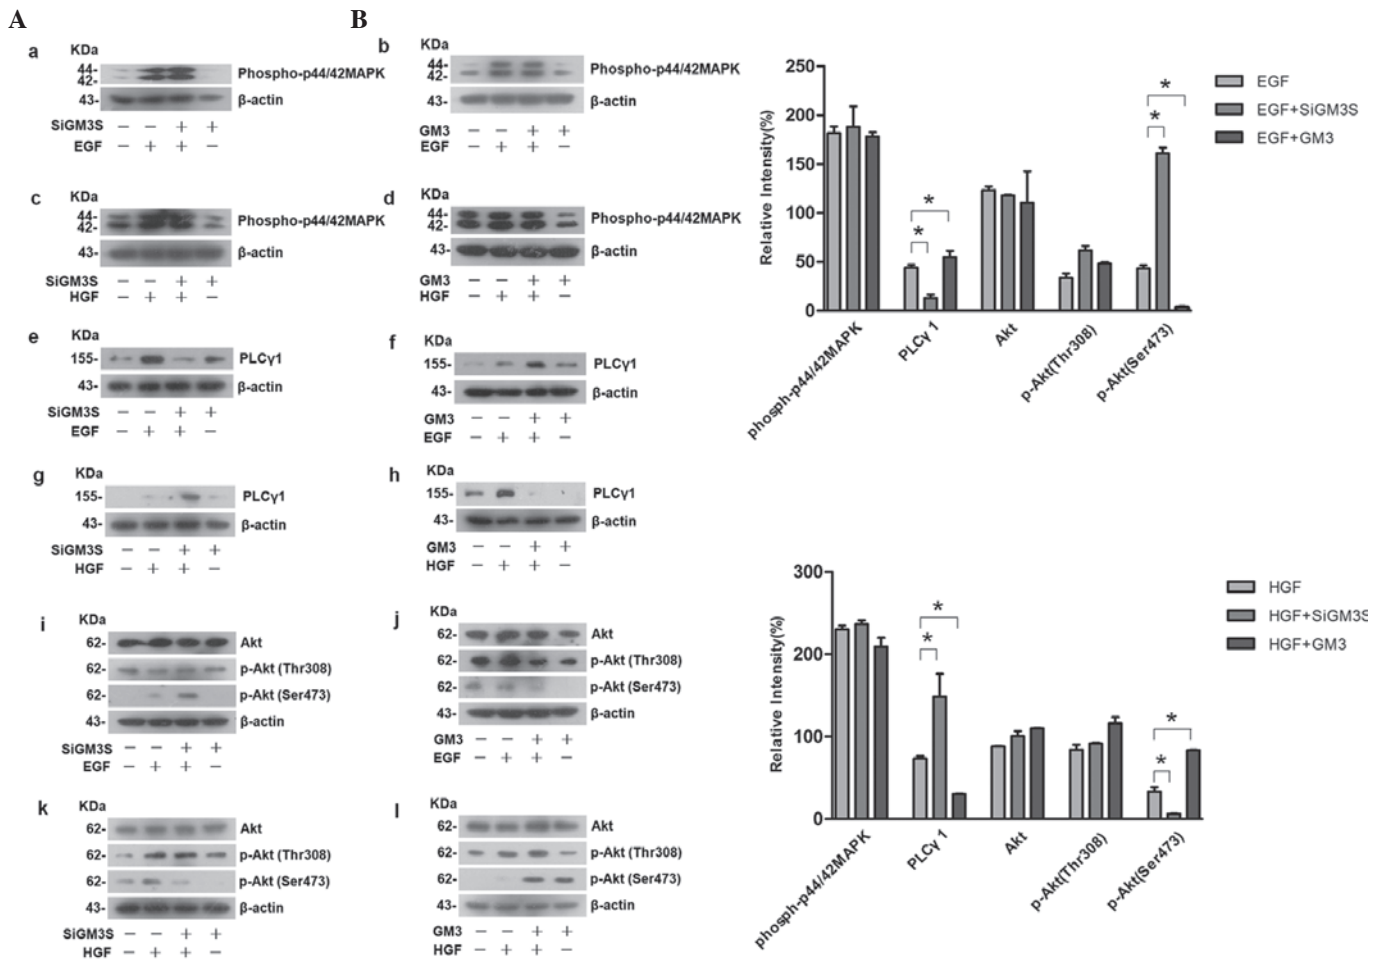 A
B
a
KDa
44-
42-
Phospho-p44/42MAPK
43-
β-actin
SiGM3S − − + +
EGF − + + −
b
KDa
44-
42-
Phospho-p44/42MAPK
43-
β-actin
GM3 − − + +
EGF − + + −
c
KDa
44-
42-
Phospho-p44/42MAPK
43-
β-actin
SiGM3S − − + +
HGF − + + −
d
KDa
44-
42-
Phospho-p44/42MAPK
43-
β-actin
GM3 − − + +
HGF − + + −
e
KDa
155- PLCγ1
43- β-actin
SiGM3S − − + +
EGF − + + −
f
KDa
155- PLCγ1
43- β-actin
GM3 − − + +
EGF − + + −
g
KDa
155- PLCγ1
43- β-actin
SiGM3S − − + +
HGF − + + −
h
KDa
155- PLCγ1
43- β-actin
GM3 − − + +
HGF − + + −
i
KDa
62- Akt
62- p-Akt (Thr308)
62- p-Akt (Ser473)
43- β-actin
SiGM3S − − + +
EGF − + + −
j
KDa
62- Akt
62- p-Akt (Thr308)
62- p-Akt (Ser473)
43- β-actin
GM3 − − + +
EGF − + + −
k
KDa
62- Akt
62- p-Akt (Thr308)
62- p-Akt (Ser473)
43- β-actin
SiGM3S − − + +
HGF − + + −
l
KDa
62- Akt
62- p-Akt (Thr308)
62- p-Akt (Ser473)
43- β-actin
GM3 − − + +
HGF − + + −
Relative Intensity(%)
250
200
150
100
50
0
* * * *
phosph-p44/42MAPK
PLCγ 1
Akt
p-Akt(Thr308)
p-Akt(Ser473)
EGF
EGF+SiGM3S
EGF+GM3
Relative Intensity(%)
300
200
100
0
* * * *
phosph-p44/42MAPK
PLCγ 1
Akt
p-Akt(Thr308)
p-Akt(Ser473)
HGF
HGF+SiGM3S
HGF+GM3